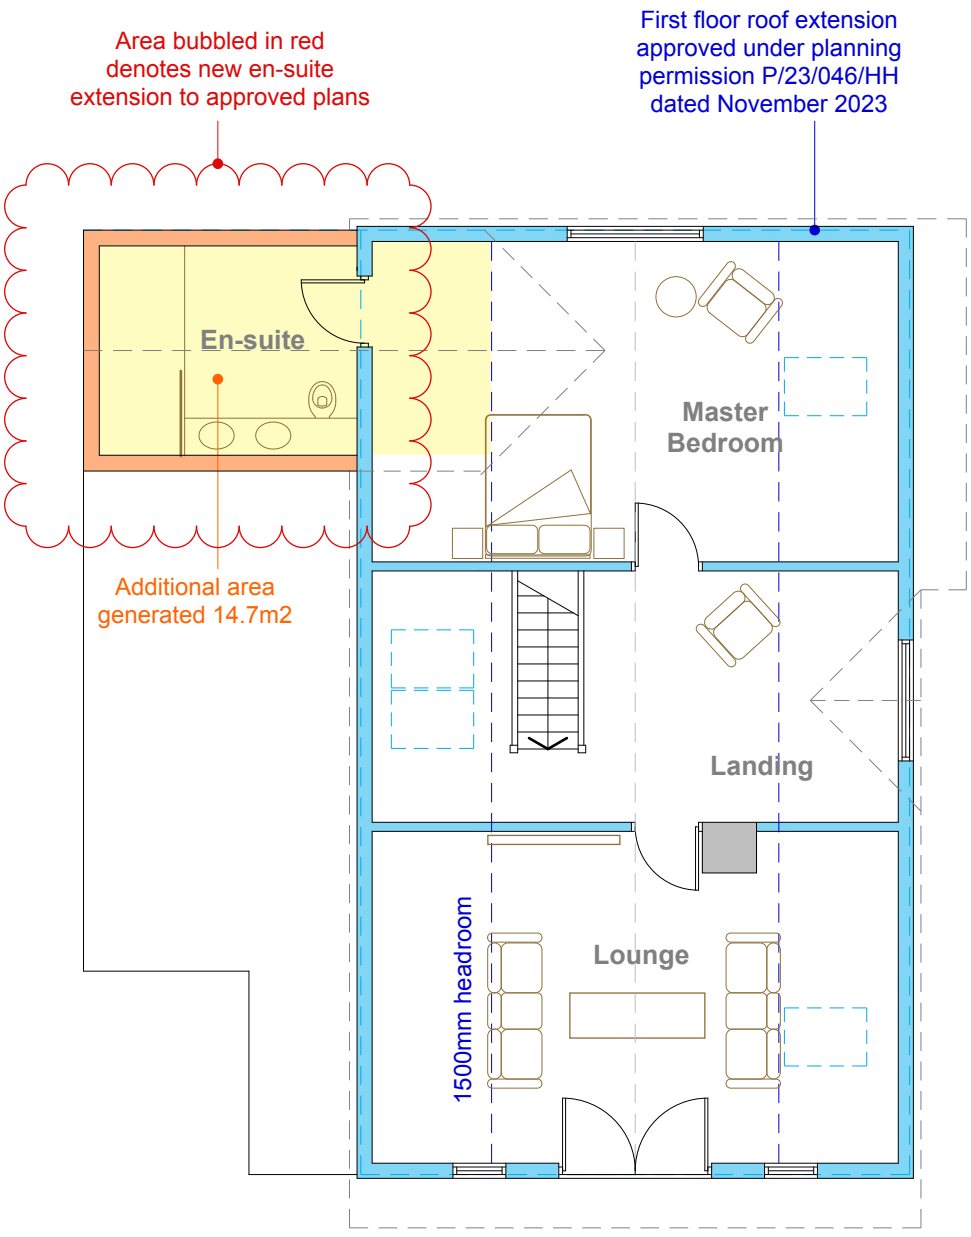 Area bubbled in red
denotes new en-suite
extension to approved plans
First floor roof extension
approved under planning
permission P/23/046/HH
dated November 2023
En-suite
Master
Bedroom
Additional area
generated 14.7m2
Landing
1500mm headroom
Lounge